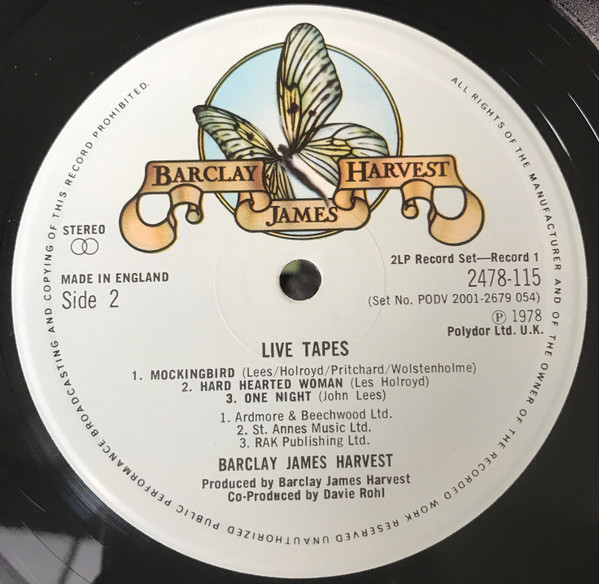 BARCLAY JAMES HARVEST
STEREO
MADE IN ENGLAND
Side 2
2LP Record Set—Record 1
2478-115
(Set No. PODV 2001-2679 054)
Ⓟ 1978
Polydor Ltd. U.K.
LIVE TAPES
1. MOCKINGBIRD (Lees/Holroyd/Pritchard/Wolstenholme)
2. HARD HEARTED WOMAN (Les Holroyd)
3. ONE NIGHT (John Lees)
1. Ardmore & Beechwood Ltd.
2. St. Annes Music Ltd.
3. RAK Publishing Ltd.
BARCLAY JAMES HARVEST
Produced by Barclay James Harvest
Co-Produced by Davie Rohl
ALL RIGHTS OF THE MANUFACTURER AND OF THE OWNER OF THE RECORDED WORK RESERVED UNAUTHORIZED PUBLIC PERFORMANCE BROADCASTING AND COPYING OF THIS RECORD PROHIBITED.